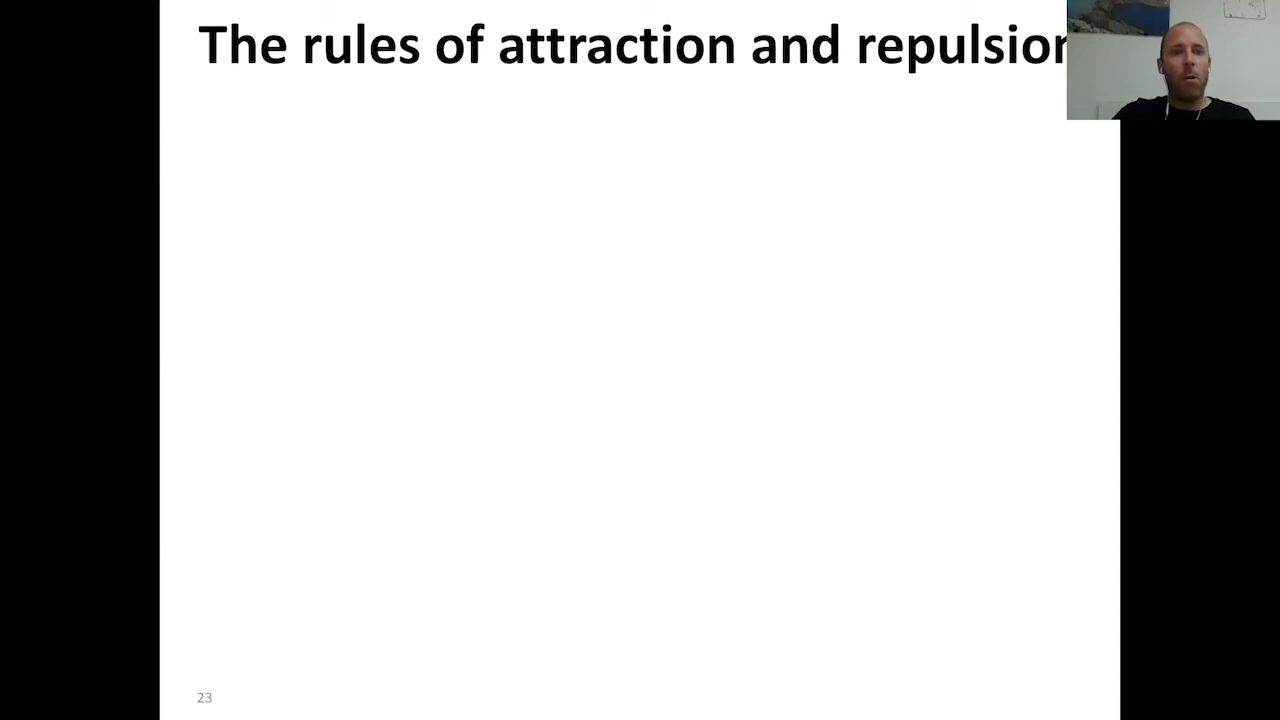 The rules of attraction and repulsion
23